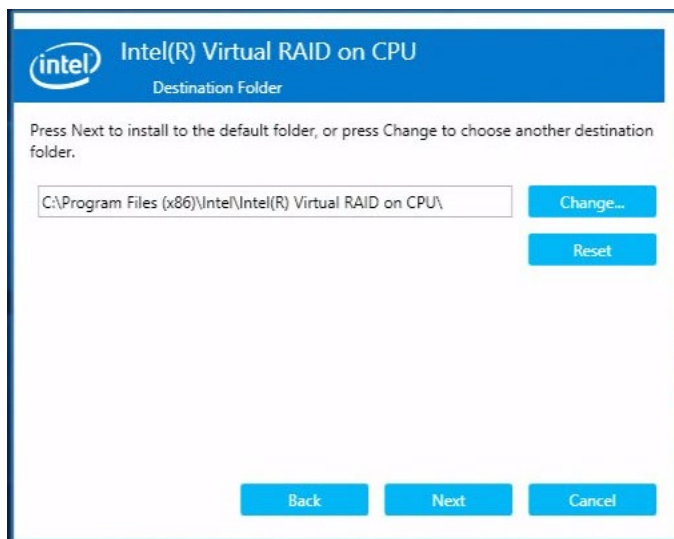 intel
Intel(R) Virtual RAID on CPU
Destination Folder
Press Next to install to the default folder, or press Change to choose another destination
folder.
C:\Program Files (x86)\Intel\Intel(R) Virtual RAID on CPU\
Change...
Reset
Back
Next
Cancel